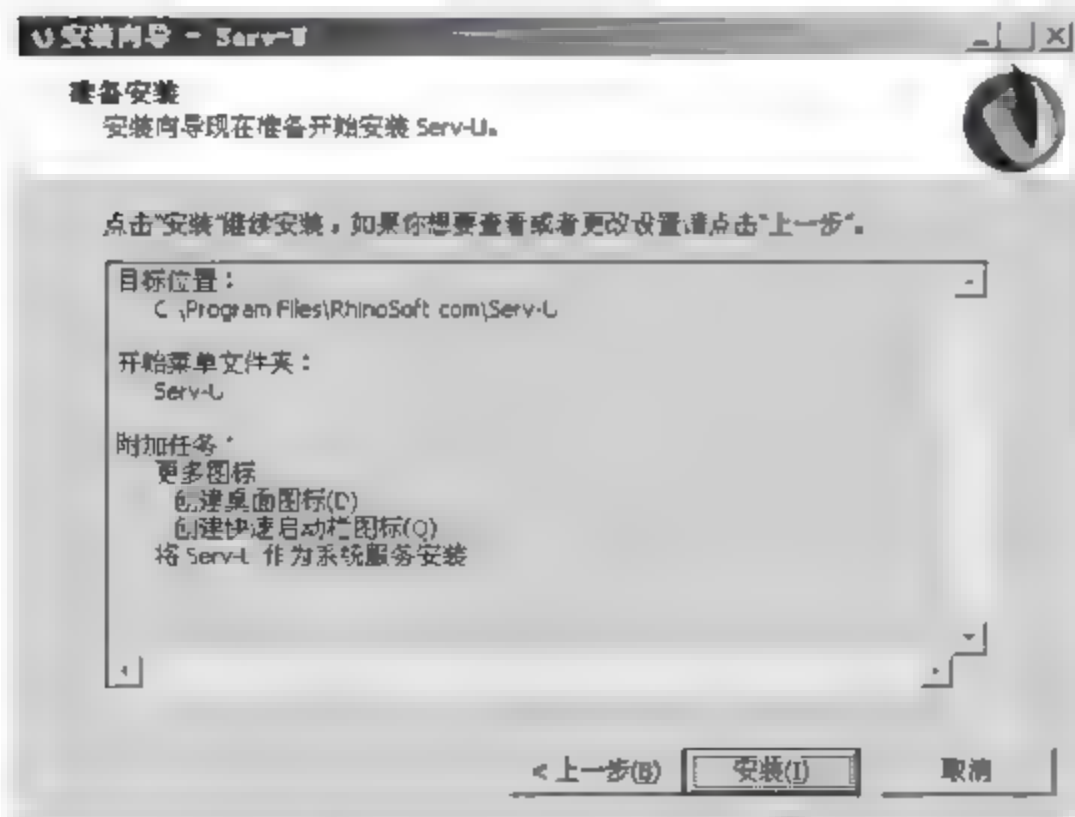 安装向导 - Serv-U
准备安装
安装向导现在准备开始安装 Serv-U。
点击"安装"继续安装，如果你想要查看或者更改设置请点击"上一步"。
目标位置：
C:\Program Files\RhinoSoft.com\Serv-U
开始菜单文件夹：
Serv-U
附加任务：
更多图标
创建桌面图标(D)
创建快速启动栏图标(Q)
将 Serv-U 作为系统服务安装
< 上一步(B) 安装(I) 取消